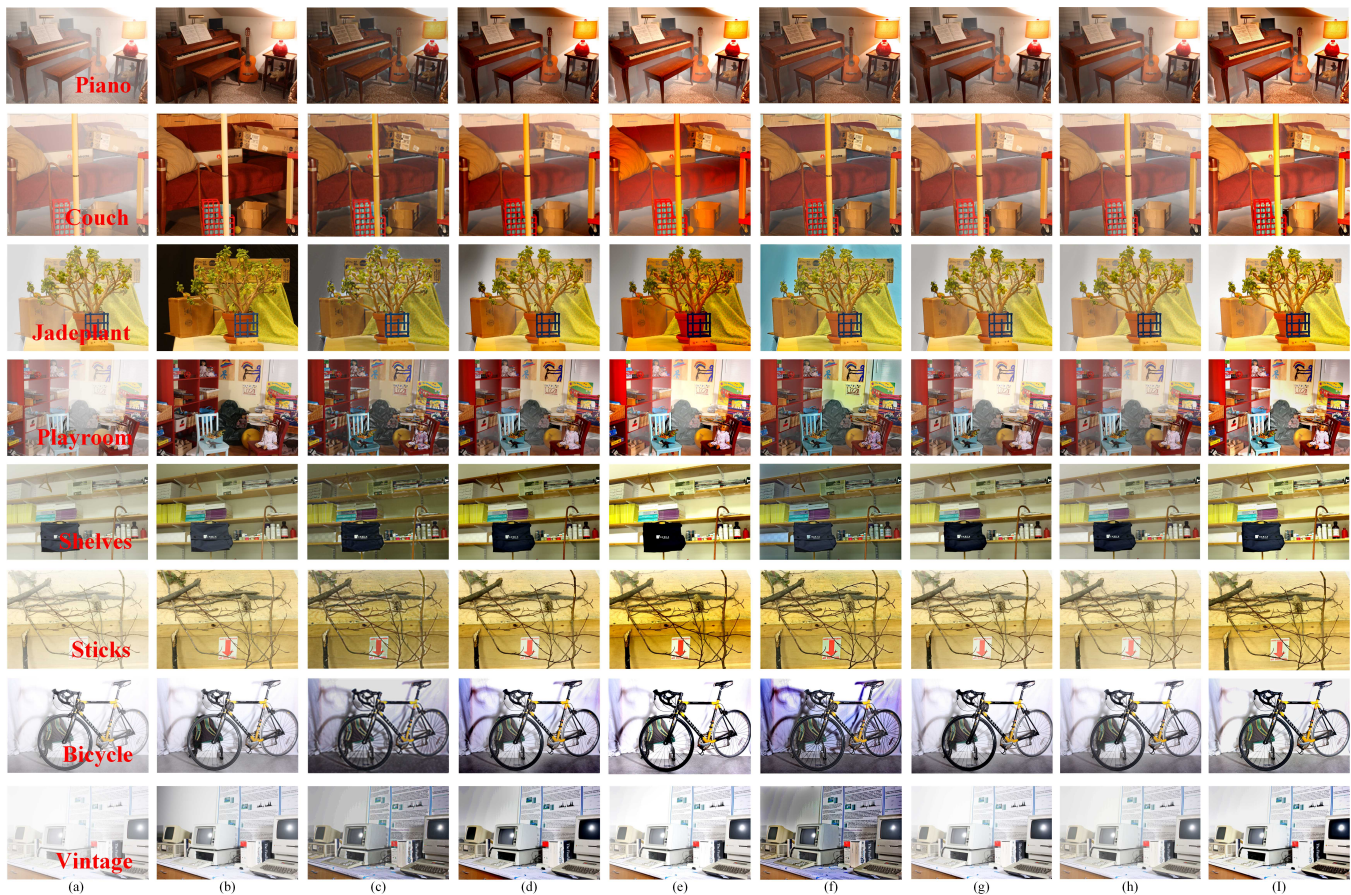 Piano
Couch
Jadeplant
Playroom
Shelves
Sticks
Bicycle
Vintage
(a) (b) (c) (d) (e) (f) (g) (h) (I)